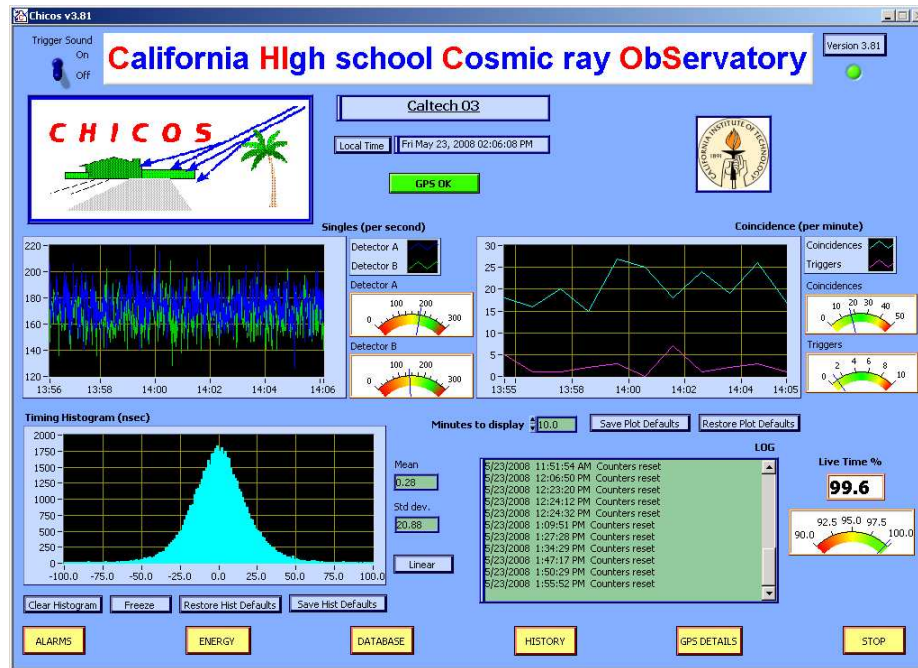 Chicos v3.81
Trigger Sound
On
Off
California HIgh school Cosmic ray ObServatory
Version 3.81
CHICOS
Caltech 03
Local Time Fri May 23, 2008 02:06:08 PM
GPS OK
CALIFORNIA INSTITUTE OF TECHNOLOGY
1891
Singles (per second)
220
200
180
160
140
120
13:56 13:58 14:00 14:02 14:04 14:06
Detector A
Detector B
Detector A
0 100 200 300
Detector B
0 100 200 300
Coincidence (per minute)
30
25
20
15
10
5
0
13:55 13:58 14:00 14:02 14:04 14:05
Coincidences
Triggers
Coincidences
0 10 20 30 40 50
Triggers
0 2 4 6 8 10
Timing Histogram (nsec)
2000
1750
1500
1250
1000
750
500
250
0
-100.0 -75.0 -50.0 -25.0 0.0 25.0 50.0 75.0 100.0
Mean
0.28
Std dev.
20.88
Linear
Clear Histogram Freeze Restore Hist Defaults Save Hist Defaults
Minutes to display 10.0 Save Plot Defaults Restore Plot Defaults
LOG
5/23/2008 11:51:54 AM Counters reset
5/23/2008 12:06:50 PM Counters reset
5/23/2008 12:23:20 PM Counters reset
5/23/2008 12:24:12 PM Counters reset
5/23/2008 12:24:32 PM Counters reset
5/23/2008 1:09:51 PM Counters reset
5/23/2008 1:27:28 PM Counters reset
5/23/2008 1:34:29 PM Counters reset
5/23/2008 1:47:17 PM Counters reset
5/23/2008 1:50:29 PM Counters reset
5/23/2008 1:55:52 PM Counters reset
Live Time %
99.6
90.0 92.5 95.0 97.5 100.0
ALARMS ENERGY DATABASE HISTORY GPS DETAILS STOP